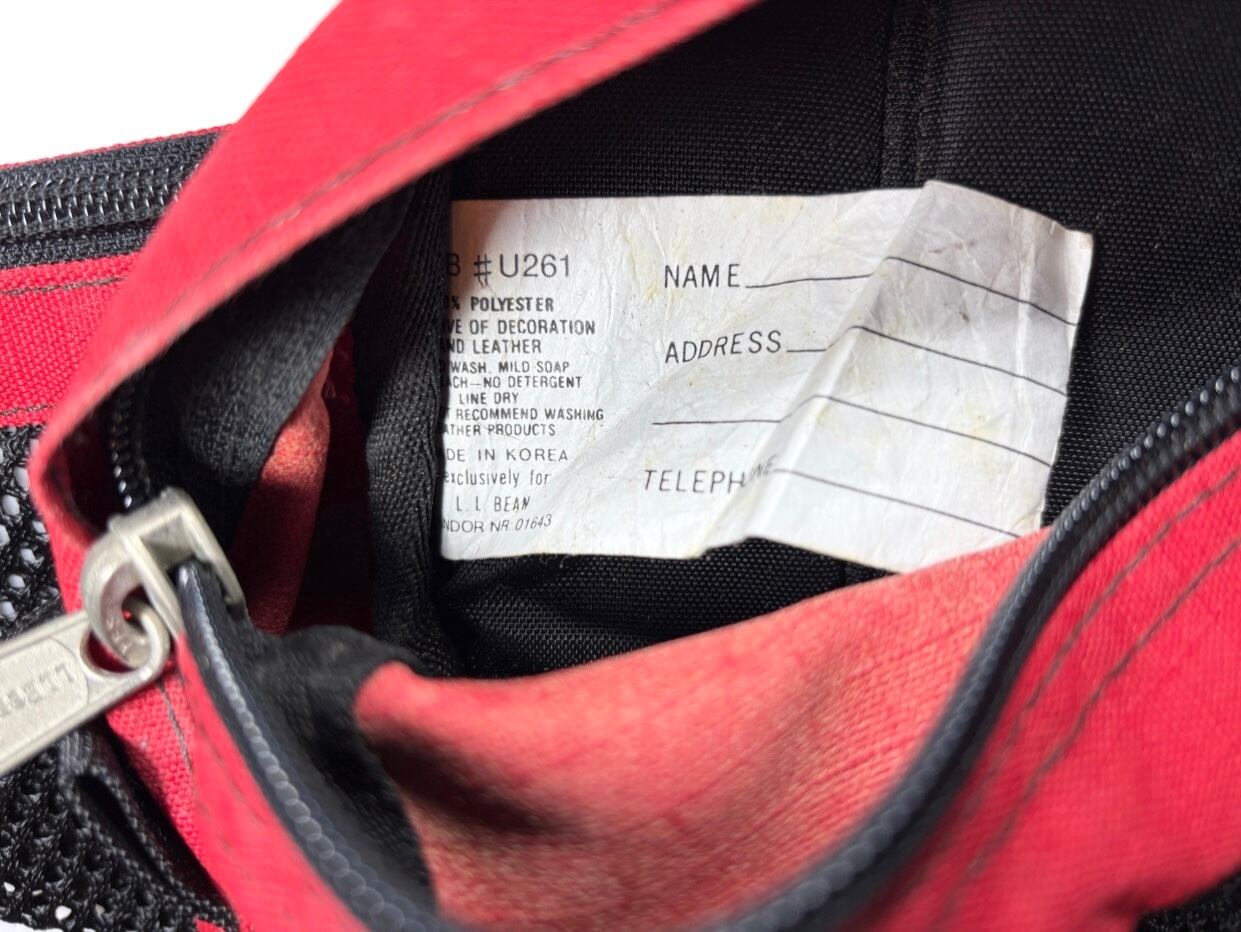 B #U261
% POLYESTER
VE OF DECORATION
ND LEATHER
WASH, MILD SOAP
ACH—NO DETERGENT
LINE DRY
T RECOMMEND WASHING
ATHER PRODUCTS
DE IN KOREA
exclusively for
L.L. BEAN
NDOR NR: 01643
NAME
ADDRESS
TELEPHONE